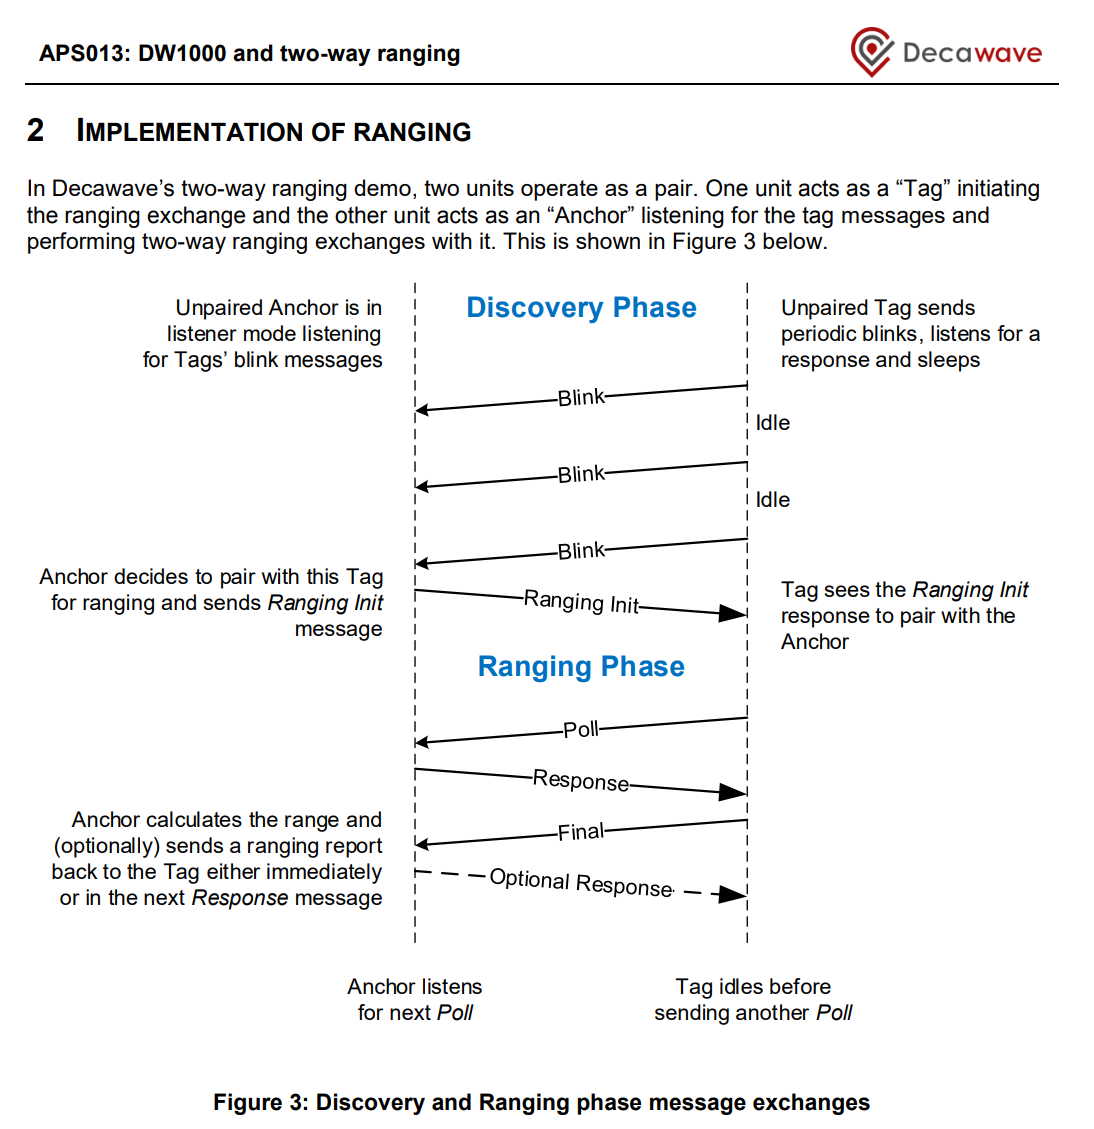 APS013: DW1000 and two-way ranging
Decawave
2 IMPLEMENTATION OF RANGING
In Decawave's two-way ranging demo, two units operate as a pair. One unit acts as a “Tag” initiating
the ranging exchange and the other unit acts as an “Anchor” listening for the tag messages and
performing two-way ranging exchanges with it. This is shown in Figure 3 below.
Unpaired Anchor is in
listener mode listening
for Tags' blink messages
Discovery Phase
Unpaired Tag sends
periodic blinks, listens for a
response and sleeps
Blink
Idle
Blink
Idle
Blink
Anchor decides to pair with this Tag
for ranging and sends Ranging Init
message
Ranging Init
Tag sees the Ranging Init
response to pair with the
Anchor
Ranging Phase
Poll
Response
Final
Anchor calculates the range and
(optionally) sends a ranging report
back to the Tag either immediately
or in the next Response message
Optional Response
Anchor listens
for next Poll
Tag idles before
sending another Poll
Figure 3: Discovery and Ranging phase message exchanges